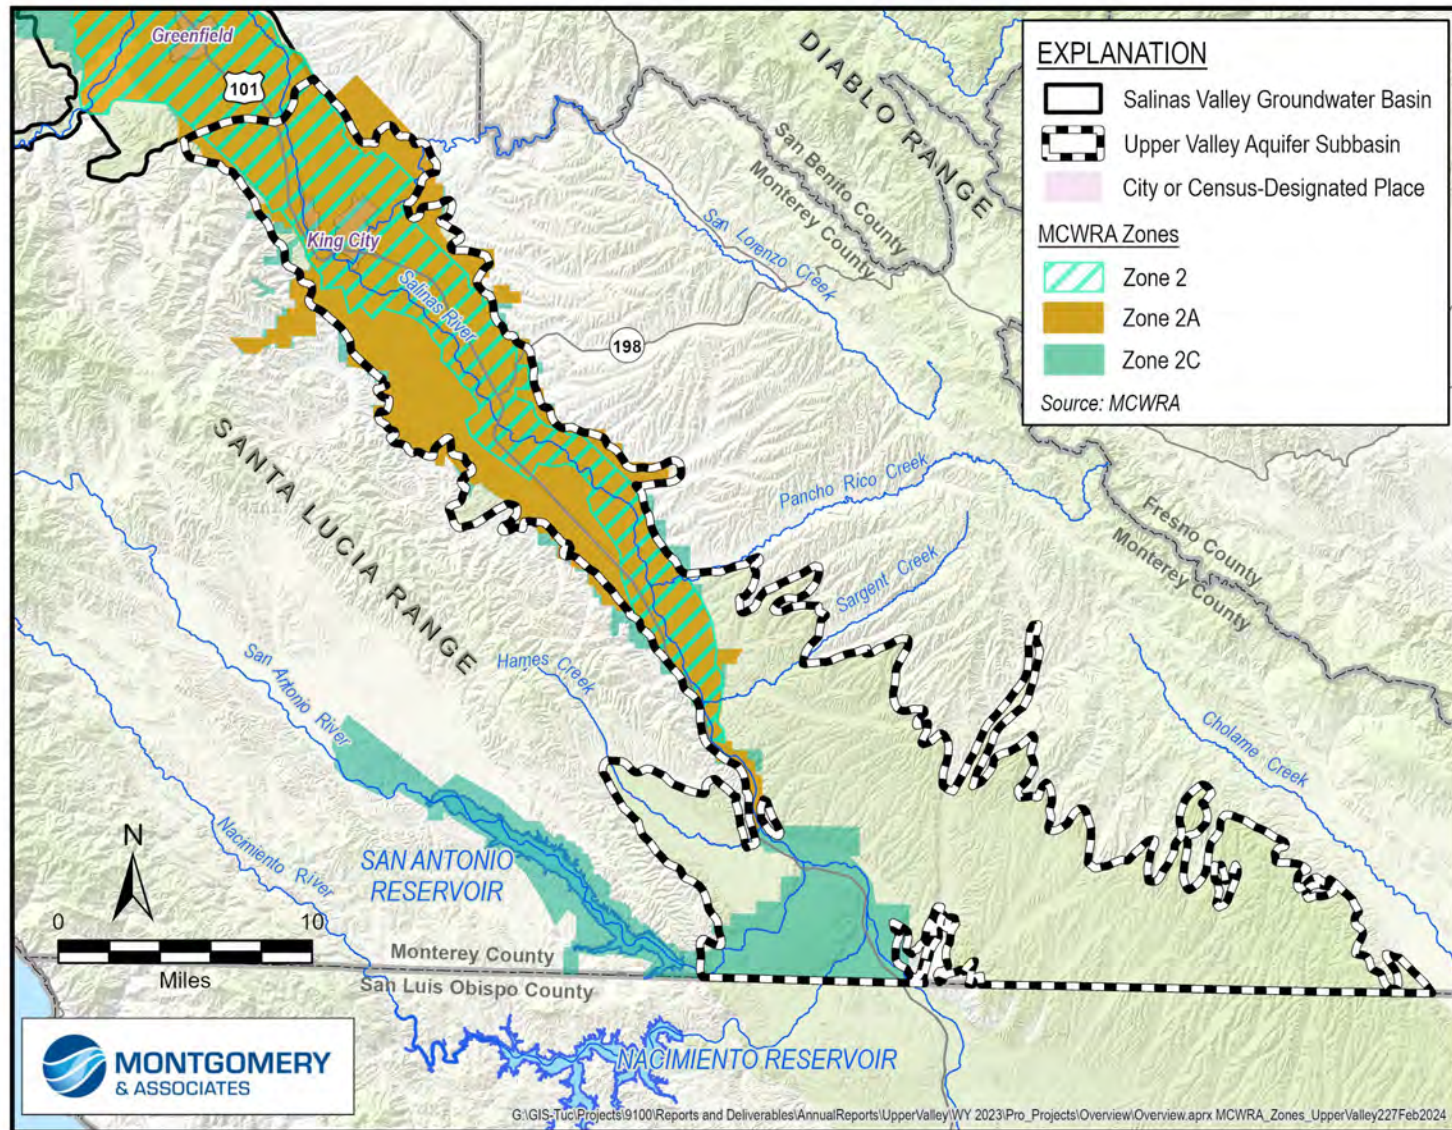 Greenfield
101
DIABLO RANGE
San Benito County
Monterey County
San Lorenzo Creek
King City
Salinas River
198
SANTA LUCIA RANGE
Pancho Rico Creek
Sargent Creek
Fresno County
Monterey County
Hames Creek
San Antonio River
Cholame Creek
Nacimiento River
SAN ANTONIO
RESERVOIR
N
0 10
Miles
Monterey County
San Luis Obispo County
NACIMIENTO RESERVOIR
EXPLANATION
Salinas Valley Groundwater Basin
Upper Valley Aquifer Subbasin
City or Census-Designated Place
MCWRA Zones
Zone 2
Zone 2A
Zone 2C
Source: MCWRA
MONTGOMERY
& ASSOCIATES
G:\GIS-Tuc\Projects\9100\Reports and Deliverables\AnnualReports\UpperValley\WY 2023\Pro_Projects\Overview\Overview.aprx MCWRA_Zones_UpperValley227Feb2024